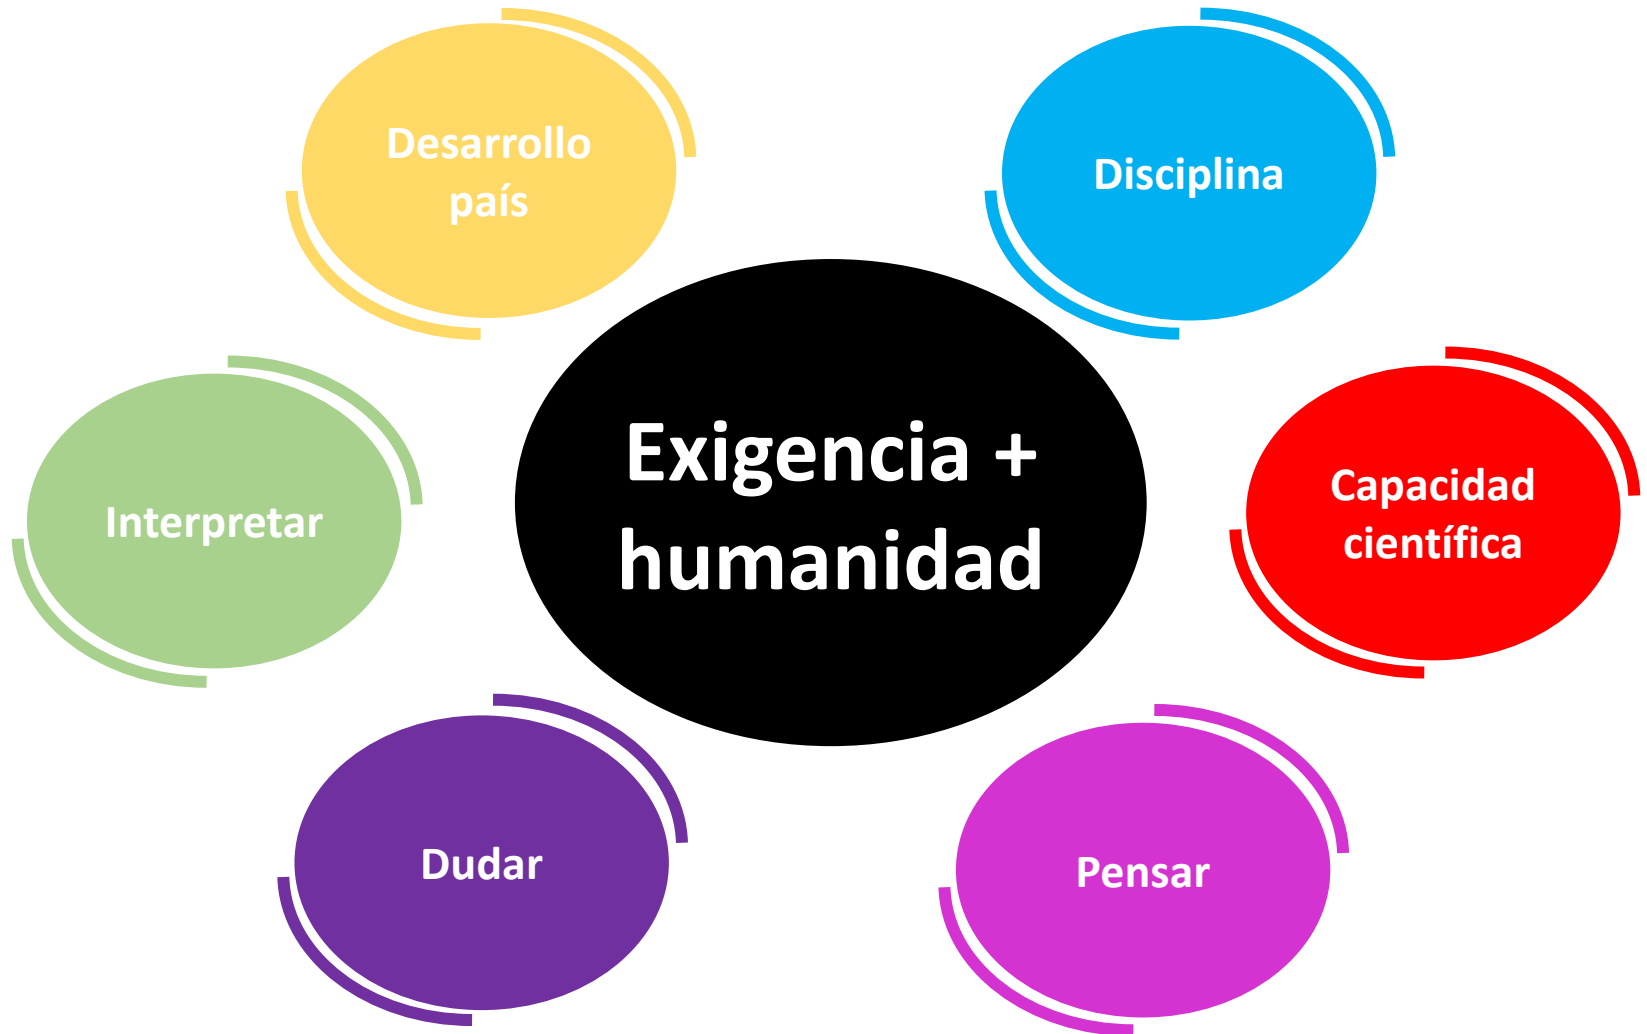 Desarrollo
país
Disciplina
Exigencia +
humanidad
Interpretar
Capacidad
científica
Dudar
Pensar